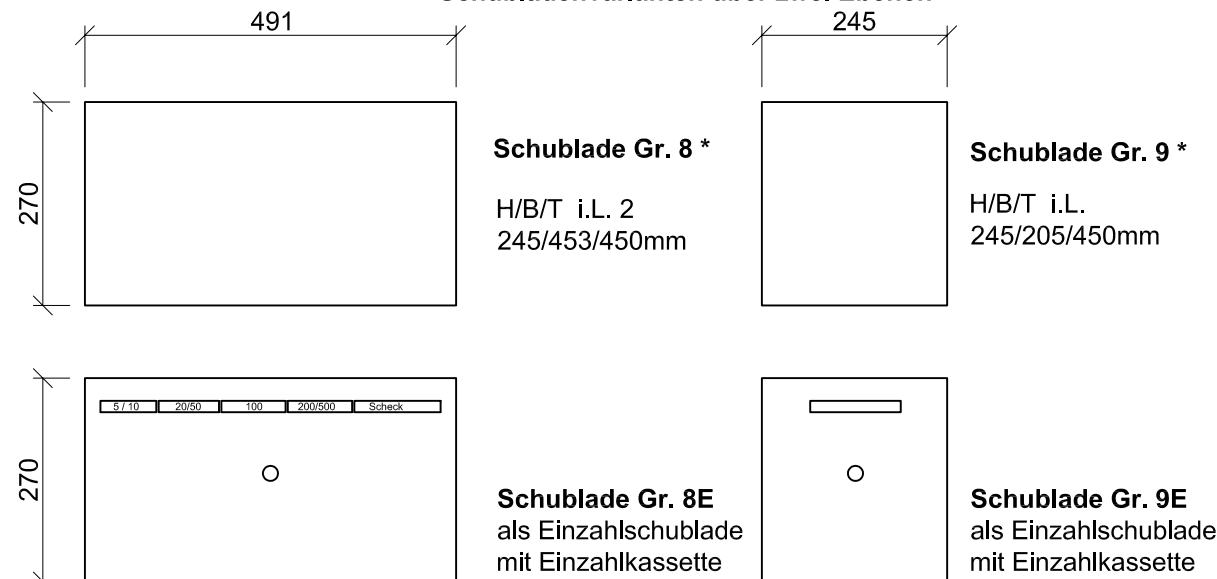 491
245
270
Schublade Gr. 8 *
H/B/T i.L. 2
245/453/450mm
Schublade Gr. 9 *
H/B/T i.L.
245/205/450mm
270
5 / 10 20/50 100 200/500 Scheck
Schublade Gr. 8E
als Einzahlschublade
mit Einzahlkassette
Schublade Gr. 9E
als Einzahlschublade
mit Einzahlkassette